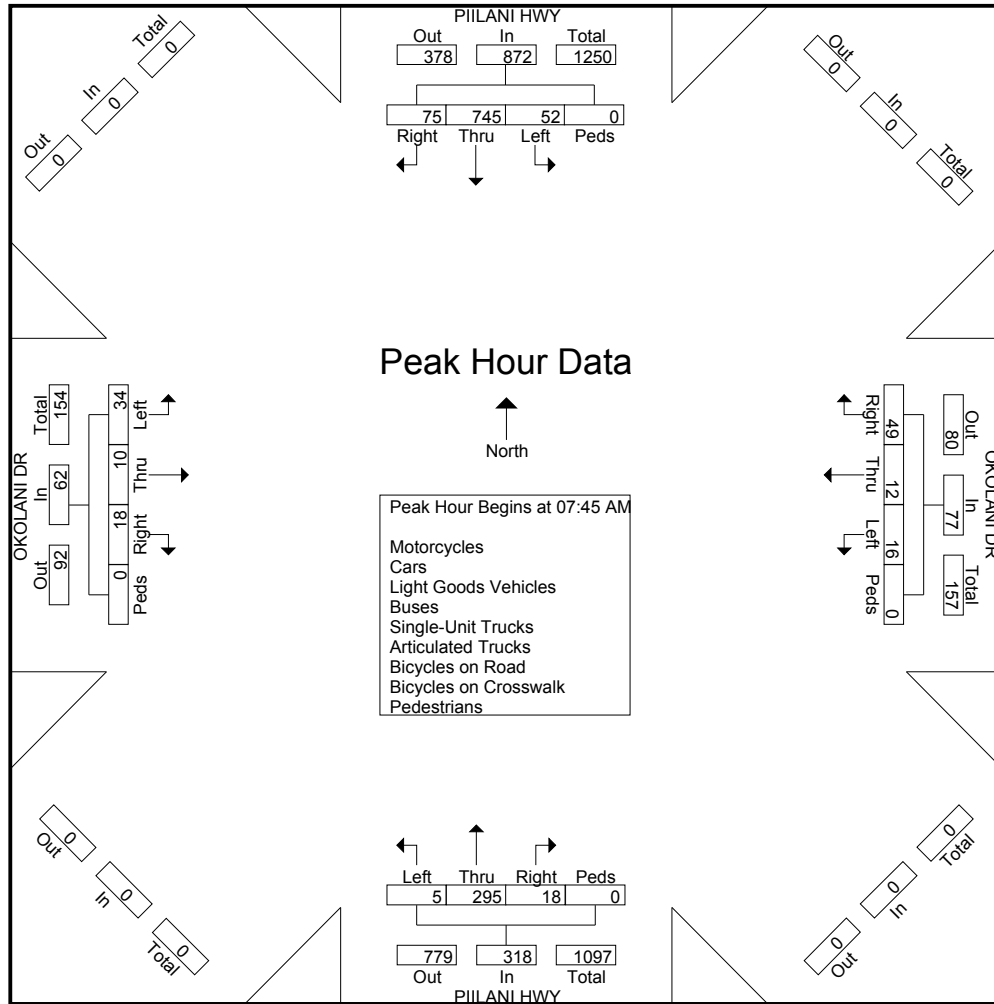 PIILANI HWY
Out In Total
378 872 1250
75 745 52 0
Right Thru Left Peds
Total
0
In
0
Out
0
Out
0
In
0
Total
0
Peak Hour Data
North
Peak Hour Begins at 07:45 AM
Motorcycles
Cars
Light Goods Vehicles
Buses
Single-Unit Trucks
Articulated Trucks
Bicycles on Road
Bicycles on Crosswalk
Pedestrians
OKOLANI DR
Out In Total
92 62 154
0 18 10 34
Peds Right Thru Left
OKOLANI DR
Out In Total
80 77 157
49 12 16 0
Right Thru Left Peds
Left Thru Right Peds
5 295 18 0
779 318 1097
Out In Total
PIILANI HWY
0
Out
0
In
0
Total
0
Total
0
In
0
Out